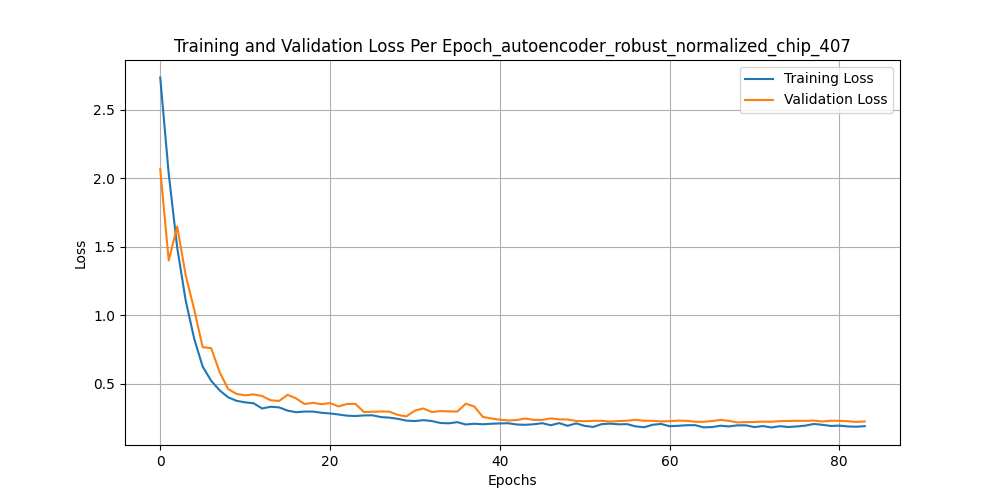 Training and Validation Loss Per Epoch_autoencoder_robust_normalized_chip_407
Training Loss
Validation Loss
2.5
2.0
1.5
1.0
0.5
Loss
0
20
40
60
80
Epochs